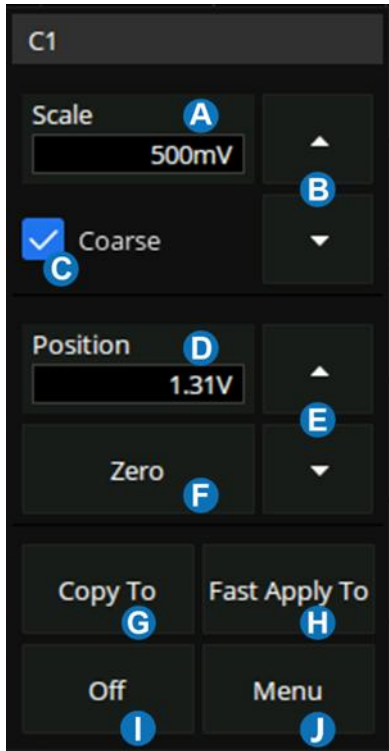 C1
Scale A
500mV
B
Coarse
C
Position D
1.31V
E
Zero
F
Copy To Fast Apply To
G H
Off Menu
I J